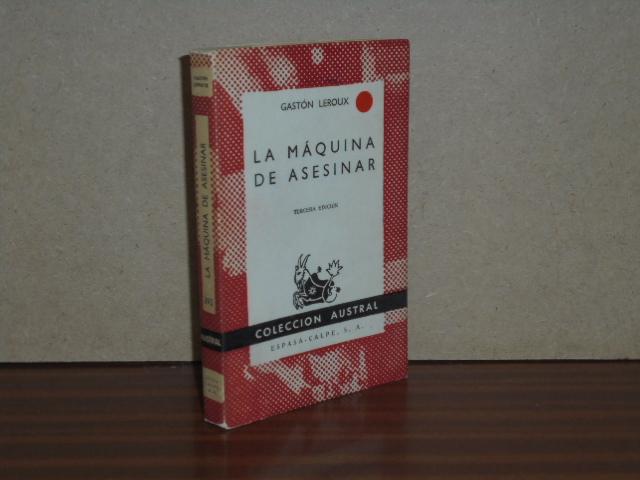 GASTÓN LEROUX
LA MÁQUINA
DE ASESINAR
TERCERA EDICIÓN
COLECCION AUSTRAL
ESPASA-CALPE, S. A.
LA MÁQUINA DE ASESINAR
AUSTRAL